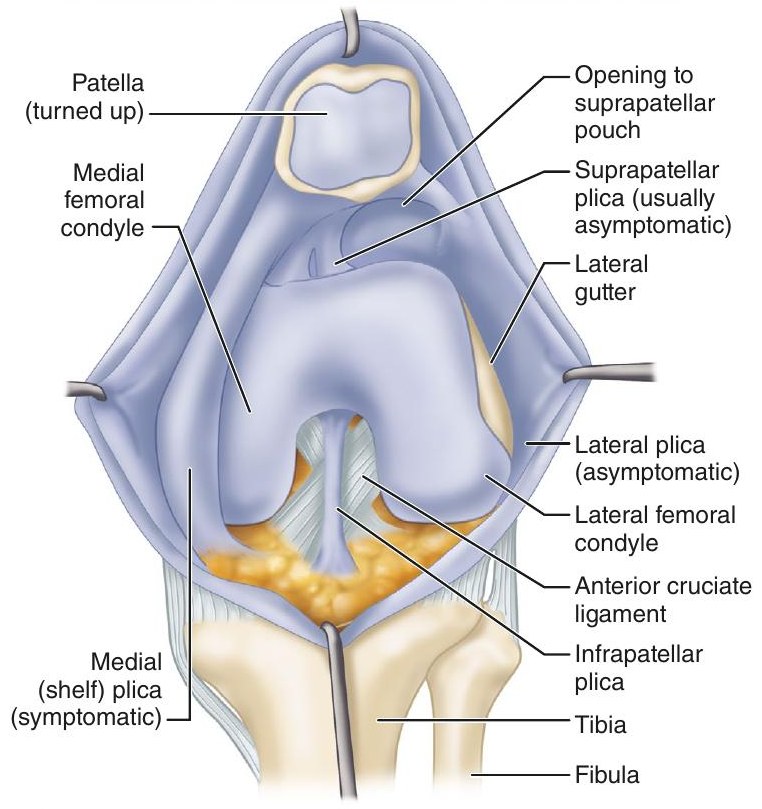 Patella
(turned up)
Medial
femoral
condyle
Medial
(shelf) plica
(symptomatic)
Opening to
suprapatellar
pouch
Suprapatellar
plica (usually
asymptomatic)
Lateral
gutter
Lateral plica
(asymptomatic)
Lateral femoral
condyle
Anterior cruciate
ligament
Infrapatellar
plica
Tibia
Fibula